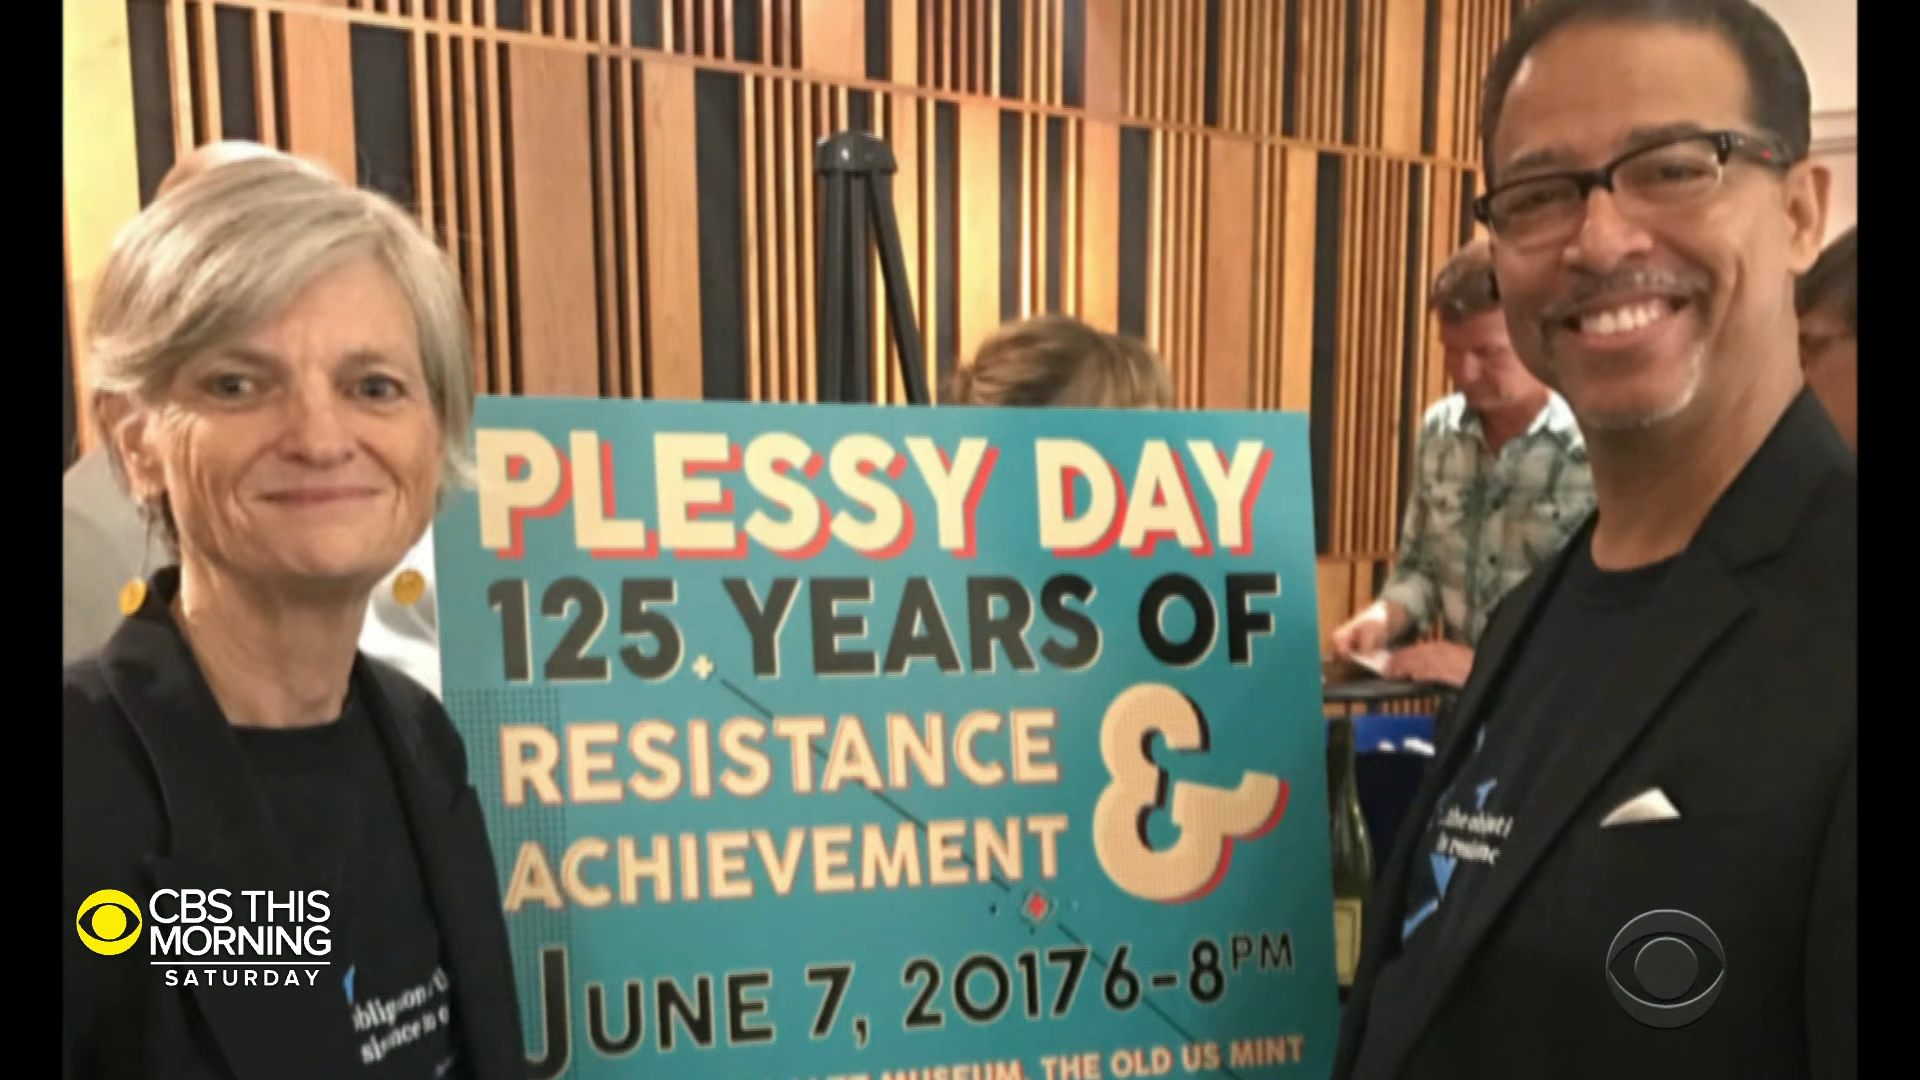 PLESSY DAY
125 YEARS OF
RESISTANCE &
ACHIEVEMENT
JUNE 7, 2017 6-8PM
MUSEUM, THE OLD US MINT
CBS THIS
MORNING
SATURDAY